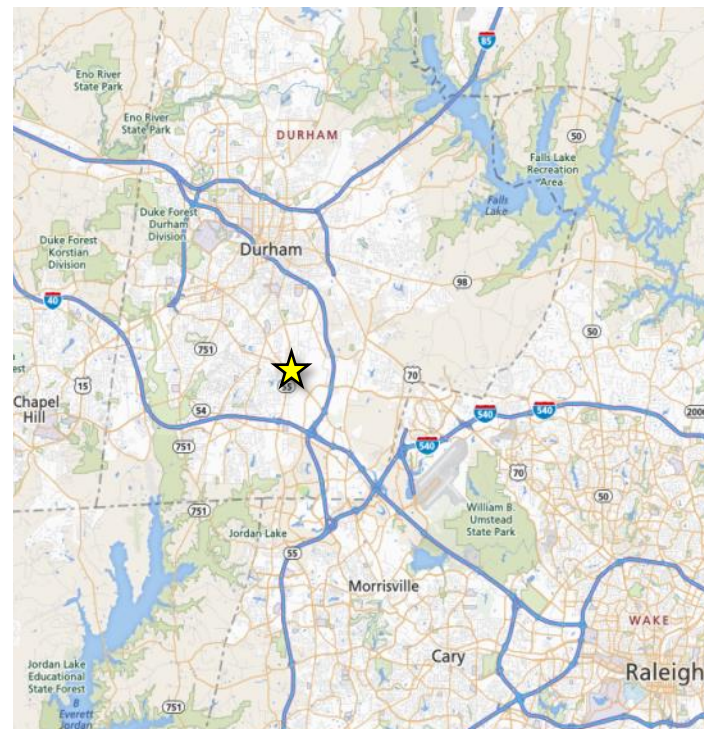 85
Eno River
State Park
Eno River
State Park
DURHAM
50
Falls Lake
Recreation
Area
Falls
Lake
Duke Forest
Durham
Division
Duke Forest
Korstian
Division
Durham
98
40
50
751
70
55
15
54
Chapel
Hill
540
540
540
751
70
50
William B.
Umstead
State Park
751
Jordan Lake
55
Morrisville
WAKE
Cary
Raleigh
Jordan Lake
Educational
State Forest
B
Everett
Jordan
751